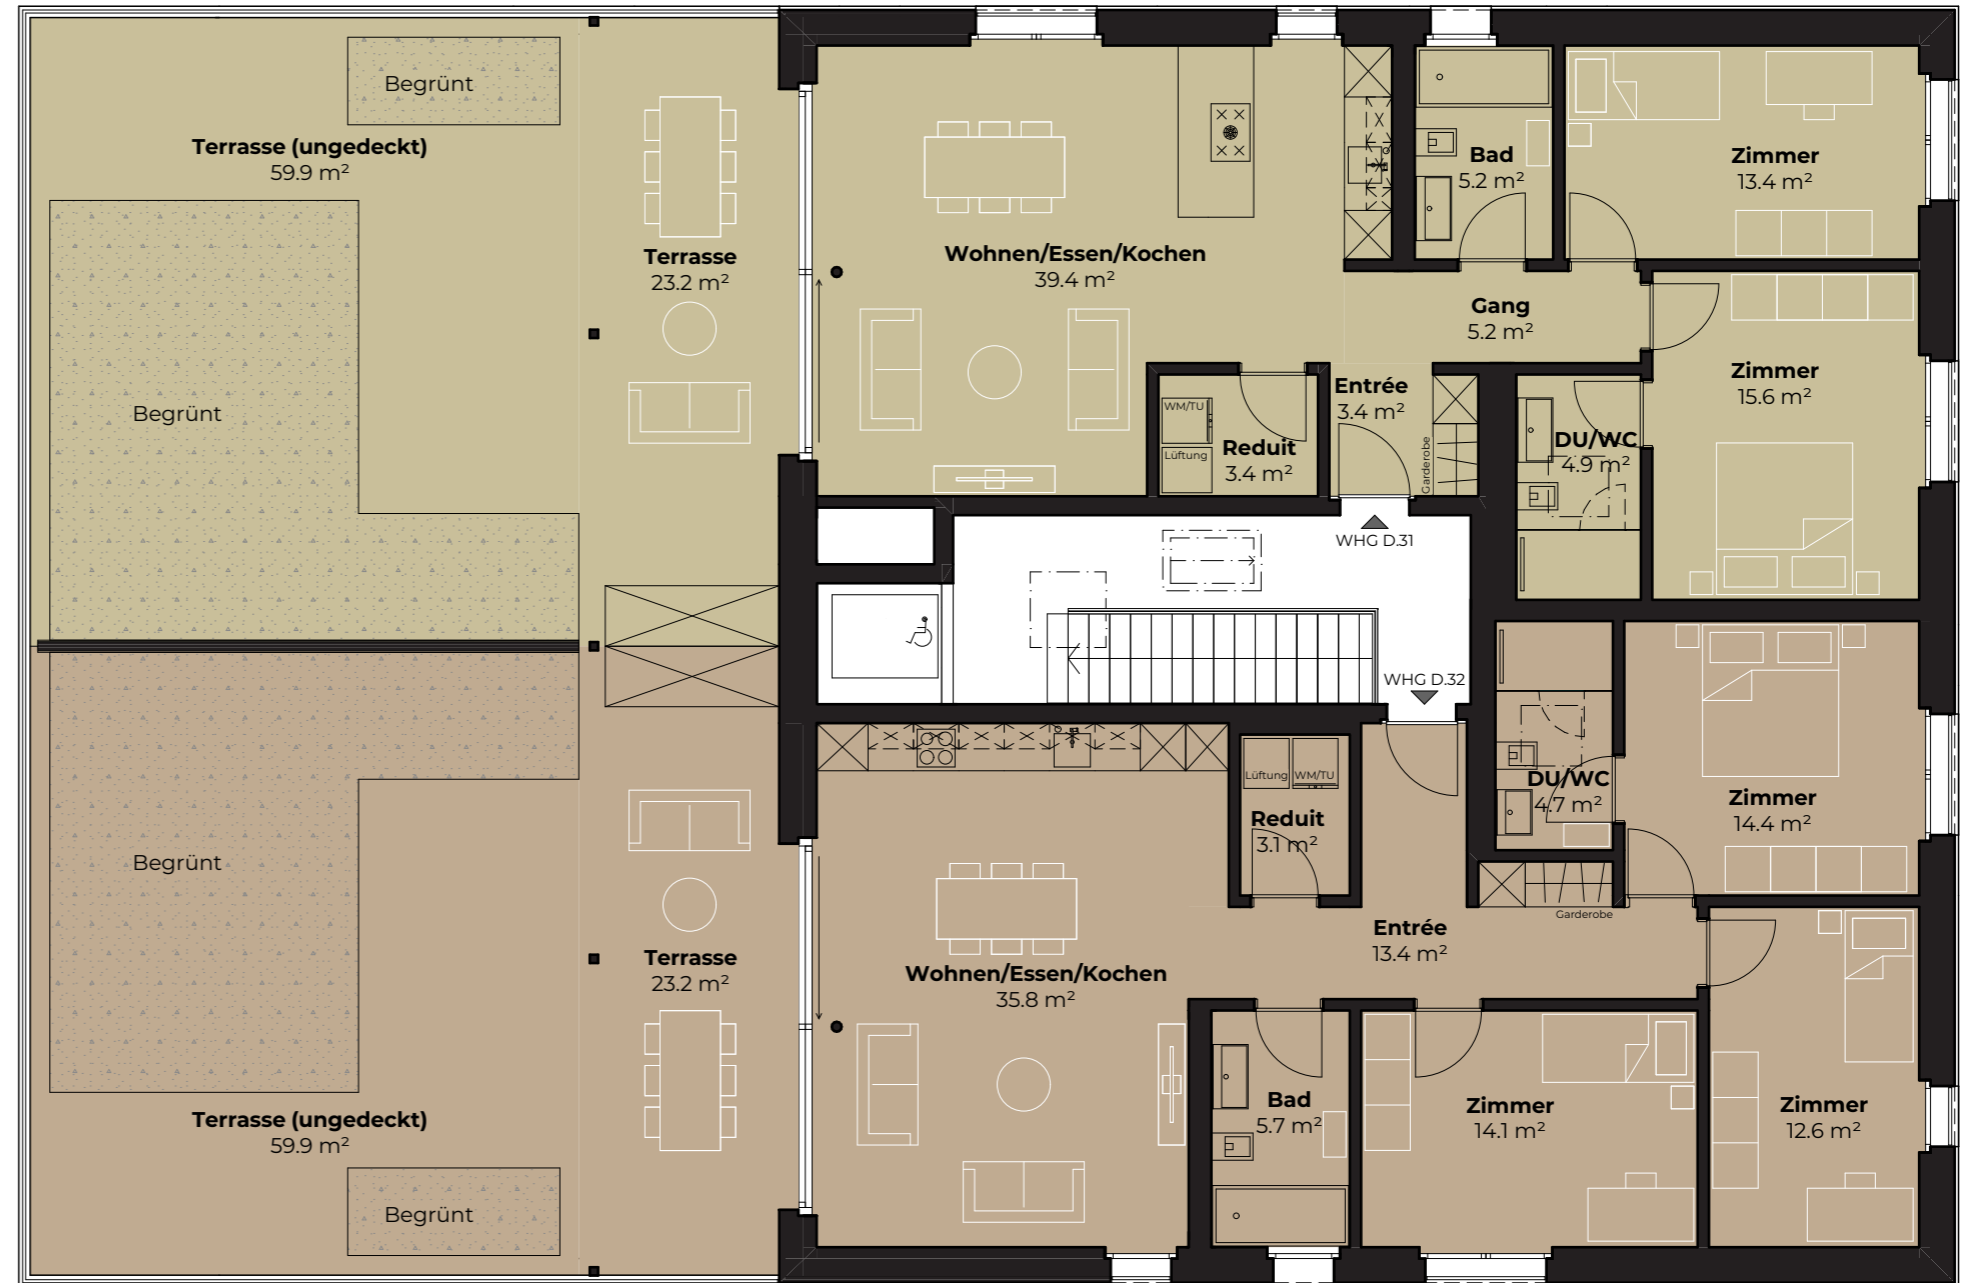 Begrünt
Terrasse (ungedeckt)
59.9 m²
Begrünt
Terrasse
23.2 m²
Wohnen/Essen/Kochen
39.4 m²
Bad
5.2 m²
Zimmer
13.4 m²
Gang
5.2 m²
Zimmer
15.6 m²
Entrée
3.4 m²
Garderobe
WM/TU
Lüftung
Reduit
3.4 m²
DU/WC
4.9 m²
WHG D.31
WHG D.32
Lüftung
WM/TU
Reduit
3.1 m²
DU/WC
4.7 m²
Zimmer
14.4 m²
Garderobe
Entrée
13.4 m²
Begrünt
Terrasse
23.2 m²
Wohnen/Essen/Kochen
35.8 m²
Terrasse (ungedeckt)
59.9 m²
Begrünt
Bad
5.7 m²
Zimmer
14.1 m²
Zimmer
12.6 m²